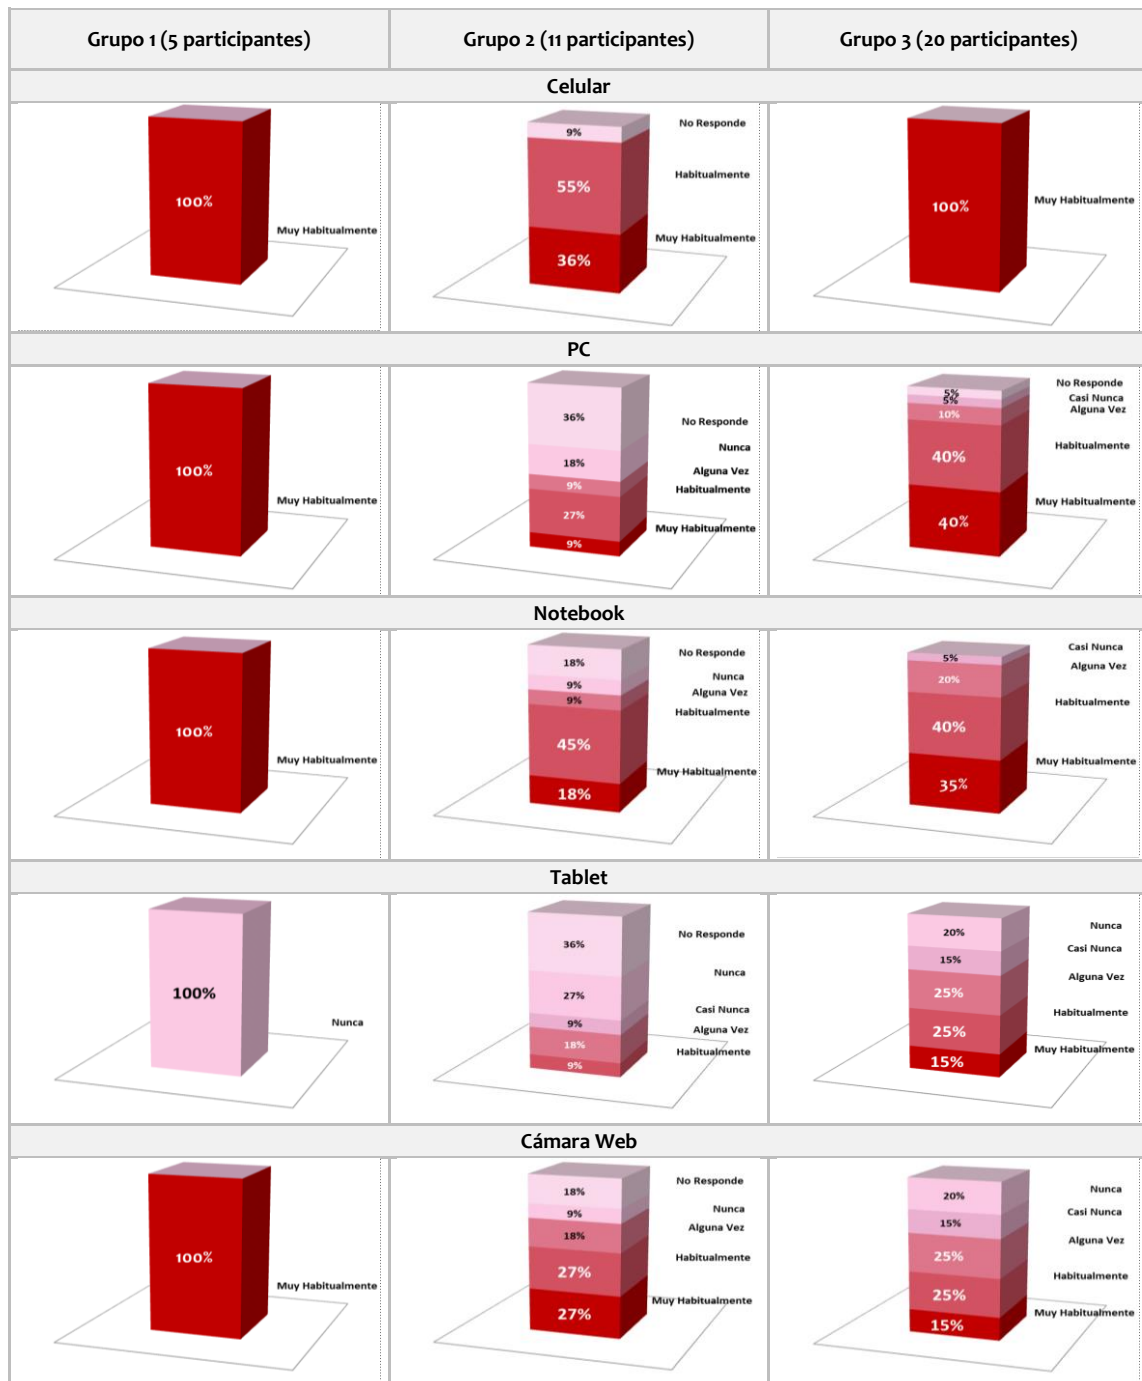 Grupo 1 (5 participantes)
Grupo 2 (11 participantes)
Grupo 3 (20 participantes)
Celular
100%
Muy Habitualmente
9%
No Responde
55%
Habitualmente
36%
Muy Habitualmente
100%
Muy Habitualmente
PC
100%
Muy Habitualmente
36%
No Responde
18%
Nunca
9%
Alguna Vez
27%
Habitualmente
9%
Muy Habitualmente
5%
No Responde
5%
Casi Nunca
10%
Alguna Vez
40%
Habitualmente
40%
Muy Habitualmente
Notebook
100%
Muy Habitualmente
18%
No Responde
9%
Nunca
9%
Alguna Vez
45%
Habitualmente
18%
Muy Habitualmente
5%
Casi Nunca
20%
Alguna Vez
40%
Habitualmente
35%
Muy Habitualmente
Tablet
100%
Nunca
36%
No Responde
27%
Nunca
9%
Casi Nunca
18%
Alguna Vez
9%
Habitualmente
20%
Nunca
15%
Casi Nunca
25%
Alguna Vez
25%
Habitualmente
15%
Muy Habitualmente
Cámara Web
100%
Muy Habitualmente
18%
No Responde
9%
Nunca
18%
Alguna Vez
27%
Habitualmente
27%
Muy Habitualmente
20%
Nunca
15%
Casi Nunca
25%
Alguna Vez
25%
Habitualmente
15%
Muy Habitualmente